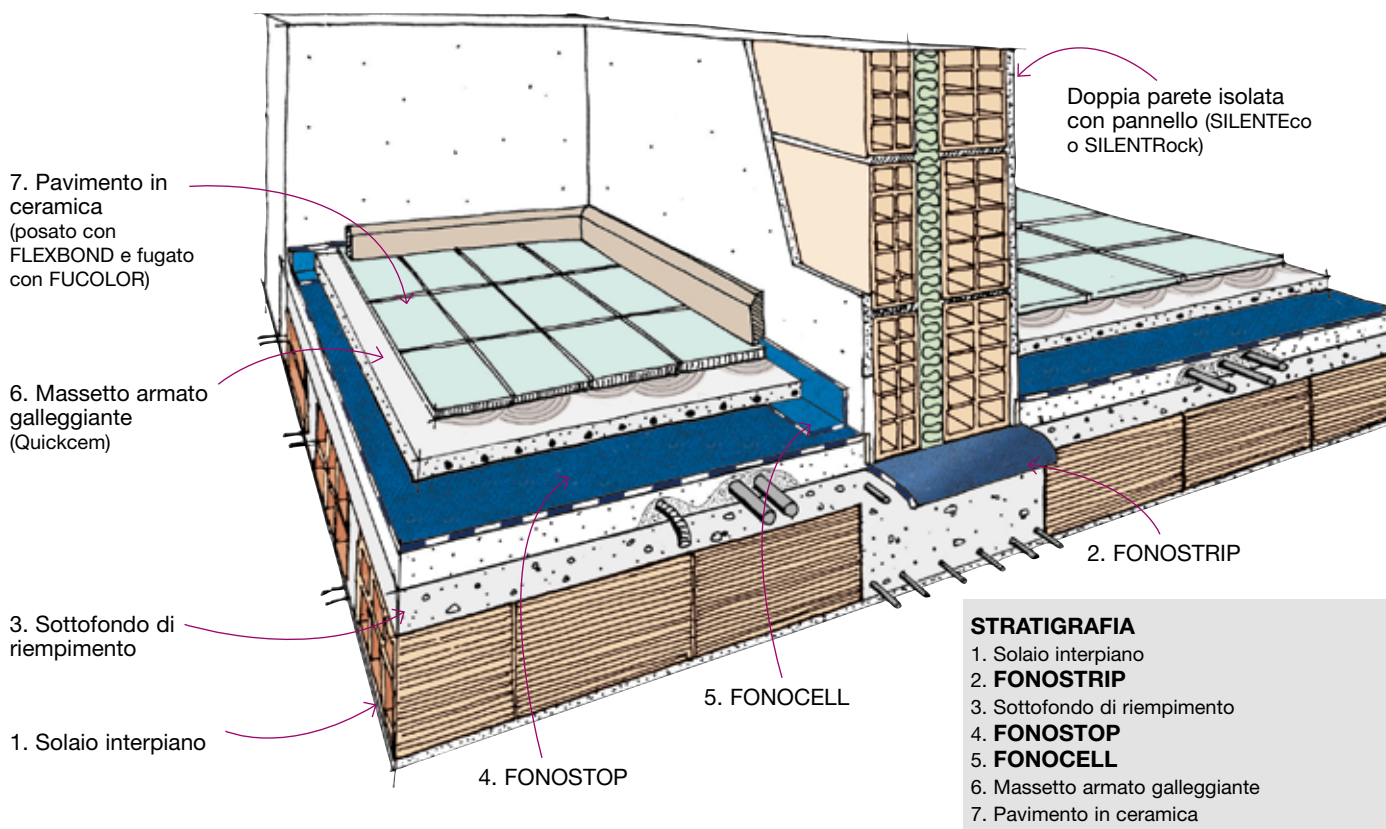 Doppia parete isolata
con pannello (SILENTEco
o SILENTRock)
7. Pavimento in
ceramica
(posato con
FLEXBOND e fugato
con FUCOLOR)
6. Massetto armato
galleggiante
(Quickcem)
3. Sottofondo di
riempimento
1. Solaio interpiano
4. FONOSTOP
5. FONOCELL
2. FONOSTRIP
STRATIGRAFIA
1. Solaio interpiano
2. FONOSTRIP
3. Sottofondo di riempimento
4. FONOSTOP
5. FONOCELL
6. Massetto armato galleggiante
7. Pavimento in ceramica